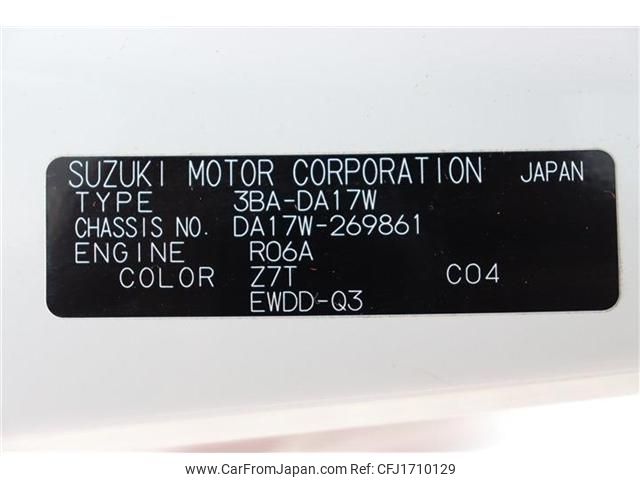 SUZUKI MOTOR CORPORATION JAPAN
TYPE 3BA-DA17W
CHASSIS NO. DA17W-269861
ENGINE R06A
COLOR Z7T C04
EWDD-Q3
© www.CarFromJapan.com CFJ1710129